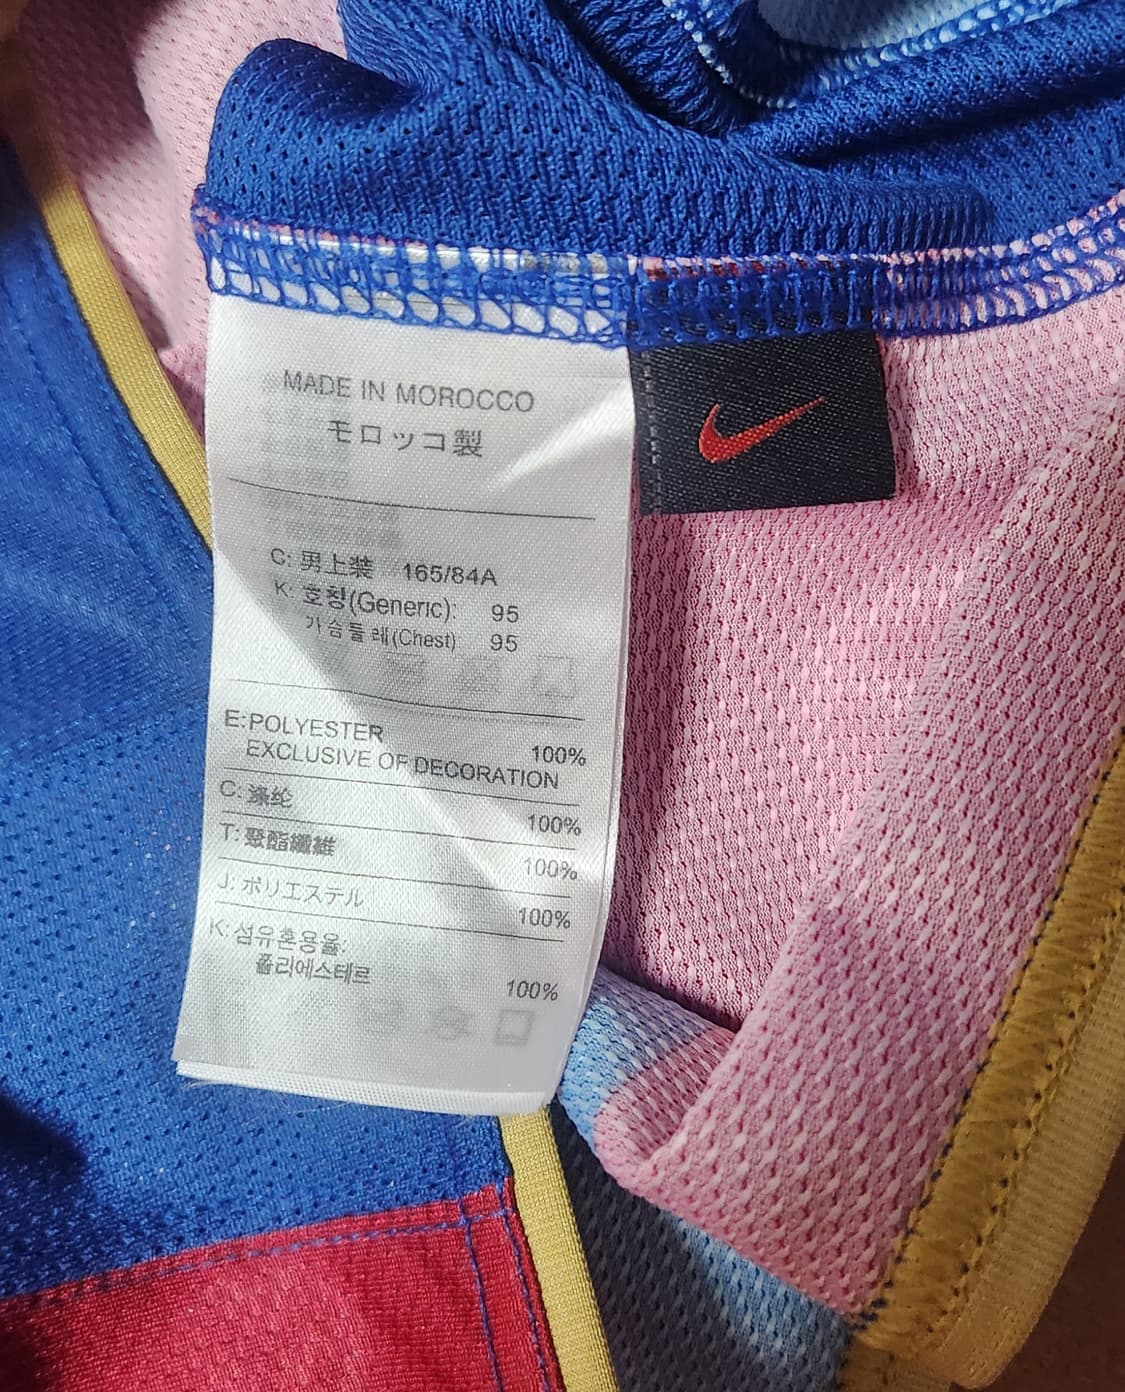 MADE IN MOROCCO
モロッコ製
C: 男上装 165/84A
K: 호칭(Generic): 95
가슴둘레(Chest) 95
E:POLYESTER 100%
EXCLUSIVE OF DECORATION
C: 涤纶 100%
T: 聚酯纖維 100%
J: ポリエステル 100%
K: 섬유혼용율:
폴리에스테르 100%